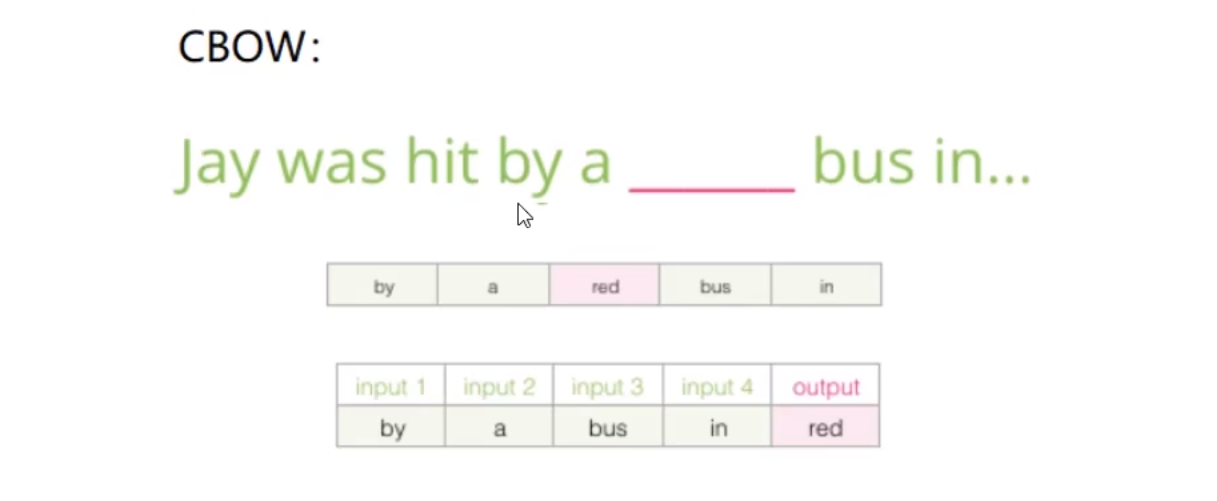 CBOW:
Jay was hit by a ______ bus in...
by a red bus in
input 1 input 2 input 3 input 4 output
by a bus in red